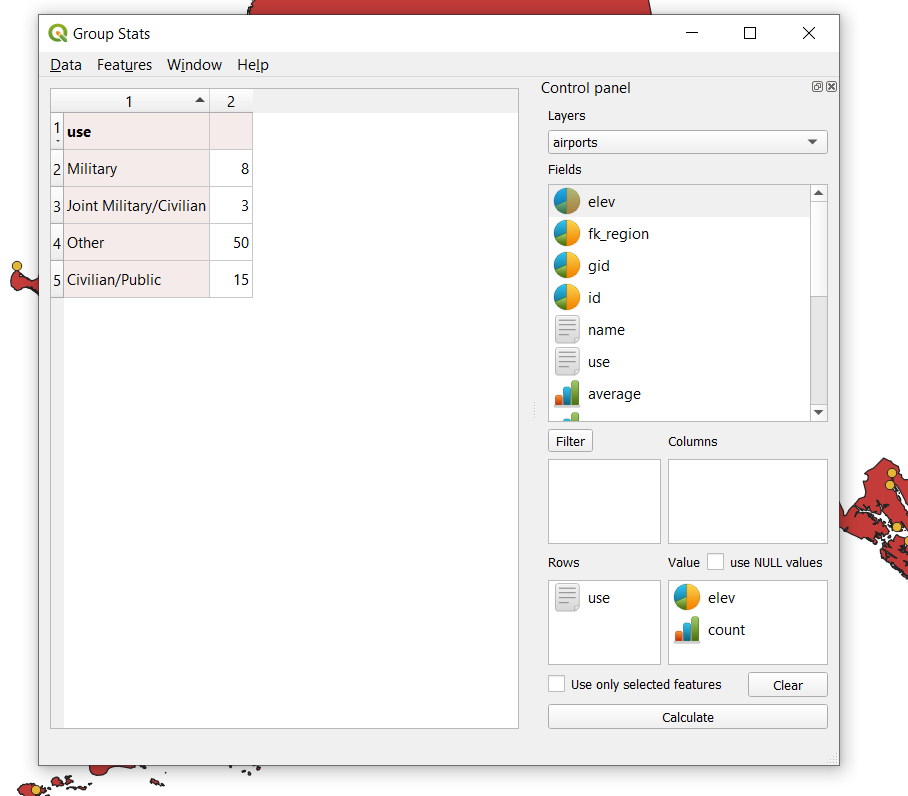 Group Stats
Data Features Window Help
1 2
1 use
2 Military 8
3 Joint Military/Civilian 3
4 Other 50
5 Civilian/Public 15
Control panel
Layers
airports
Fields
elev
fk_region
gid
id
name
use
average
Filter Columns
Rows Value use NULL values
use elev
count
Use only selected features Clear
Calculate